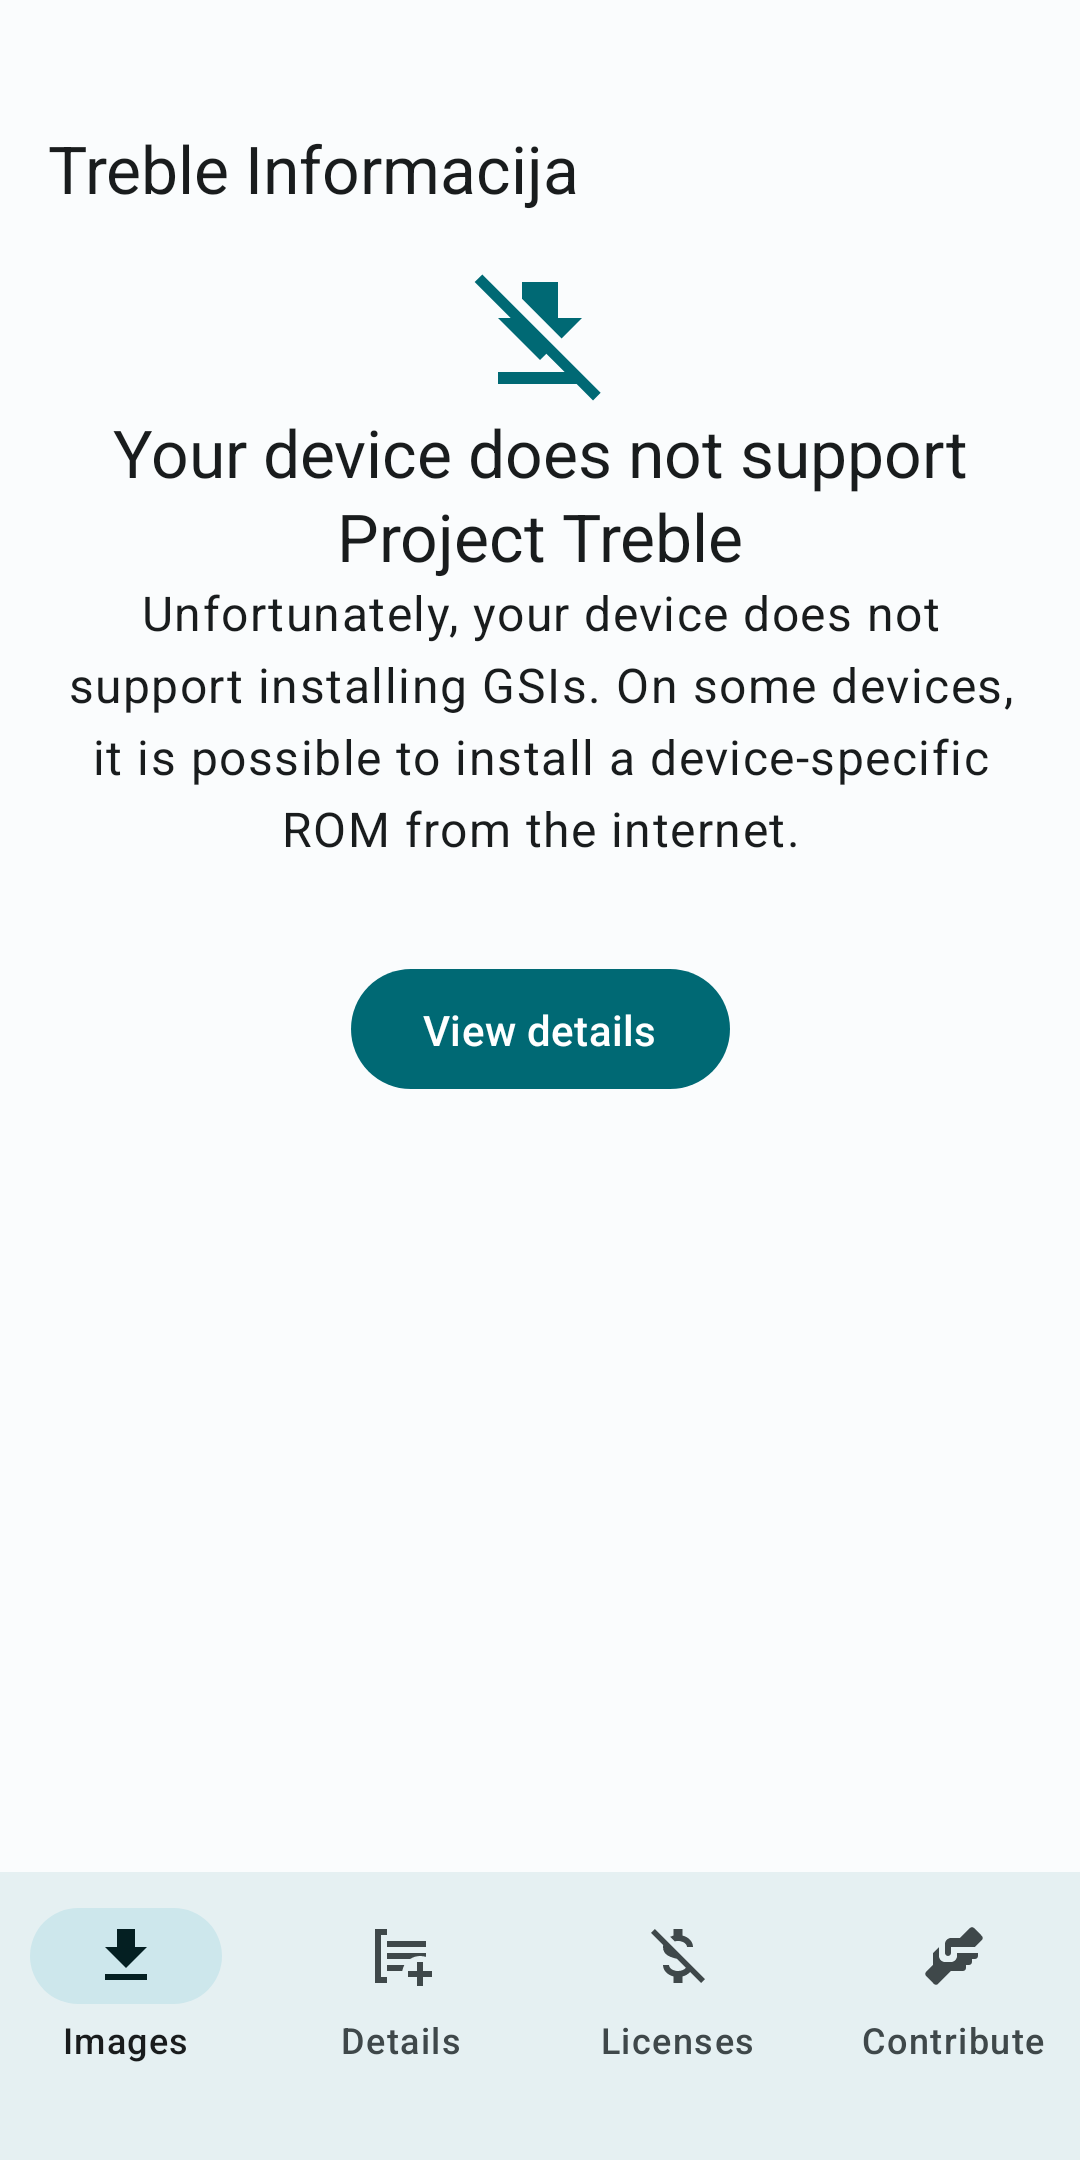 Treble Informacija
Your device does not support
Project Treble
Unfortunately, your device does not
support installing GSIs. On some devices,
it is possible to install a device-specific
ROM from the internet.
View details
Images
Details
Licenses
Contribute